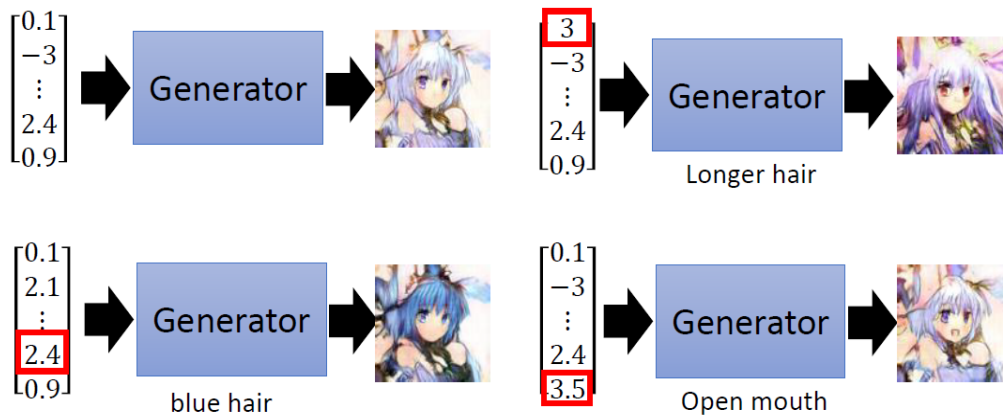 0.1
−3
⋮
2.4
0.9
Generator
3
−3
⋮
2.4
0.9
Generator
Longer hair
0.1
2.1
⋮
2.4
0.9
Generator
blue hair
0.1
−3
⋮
2.4
3.5
Generator
Open mouth